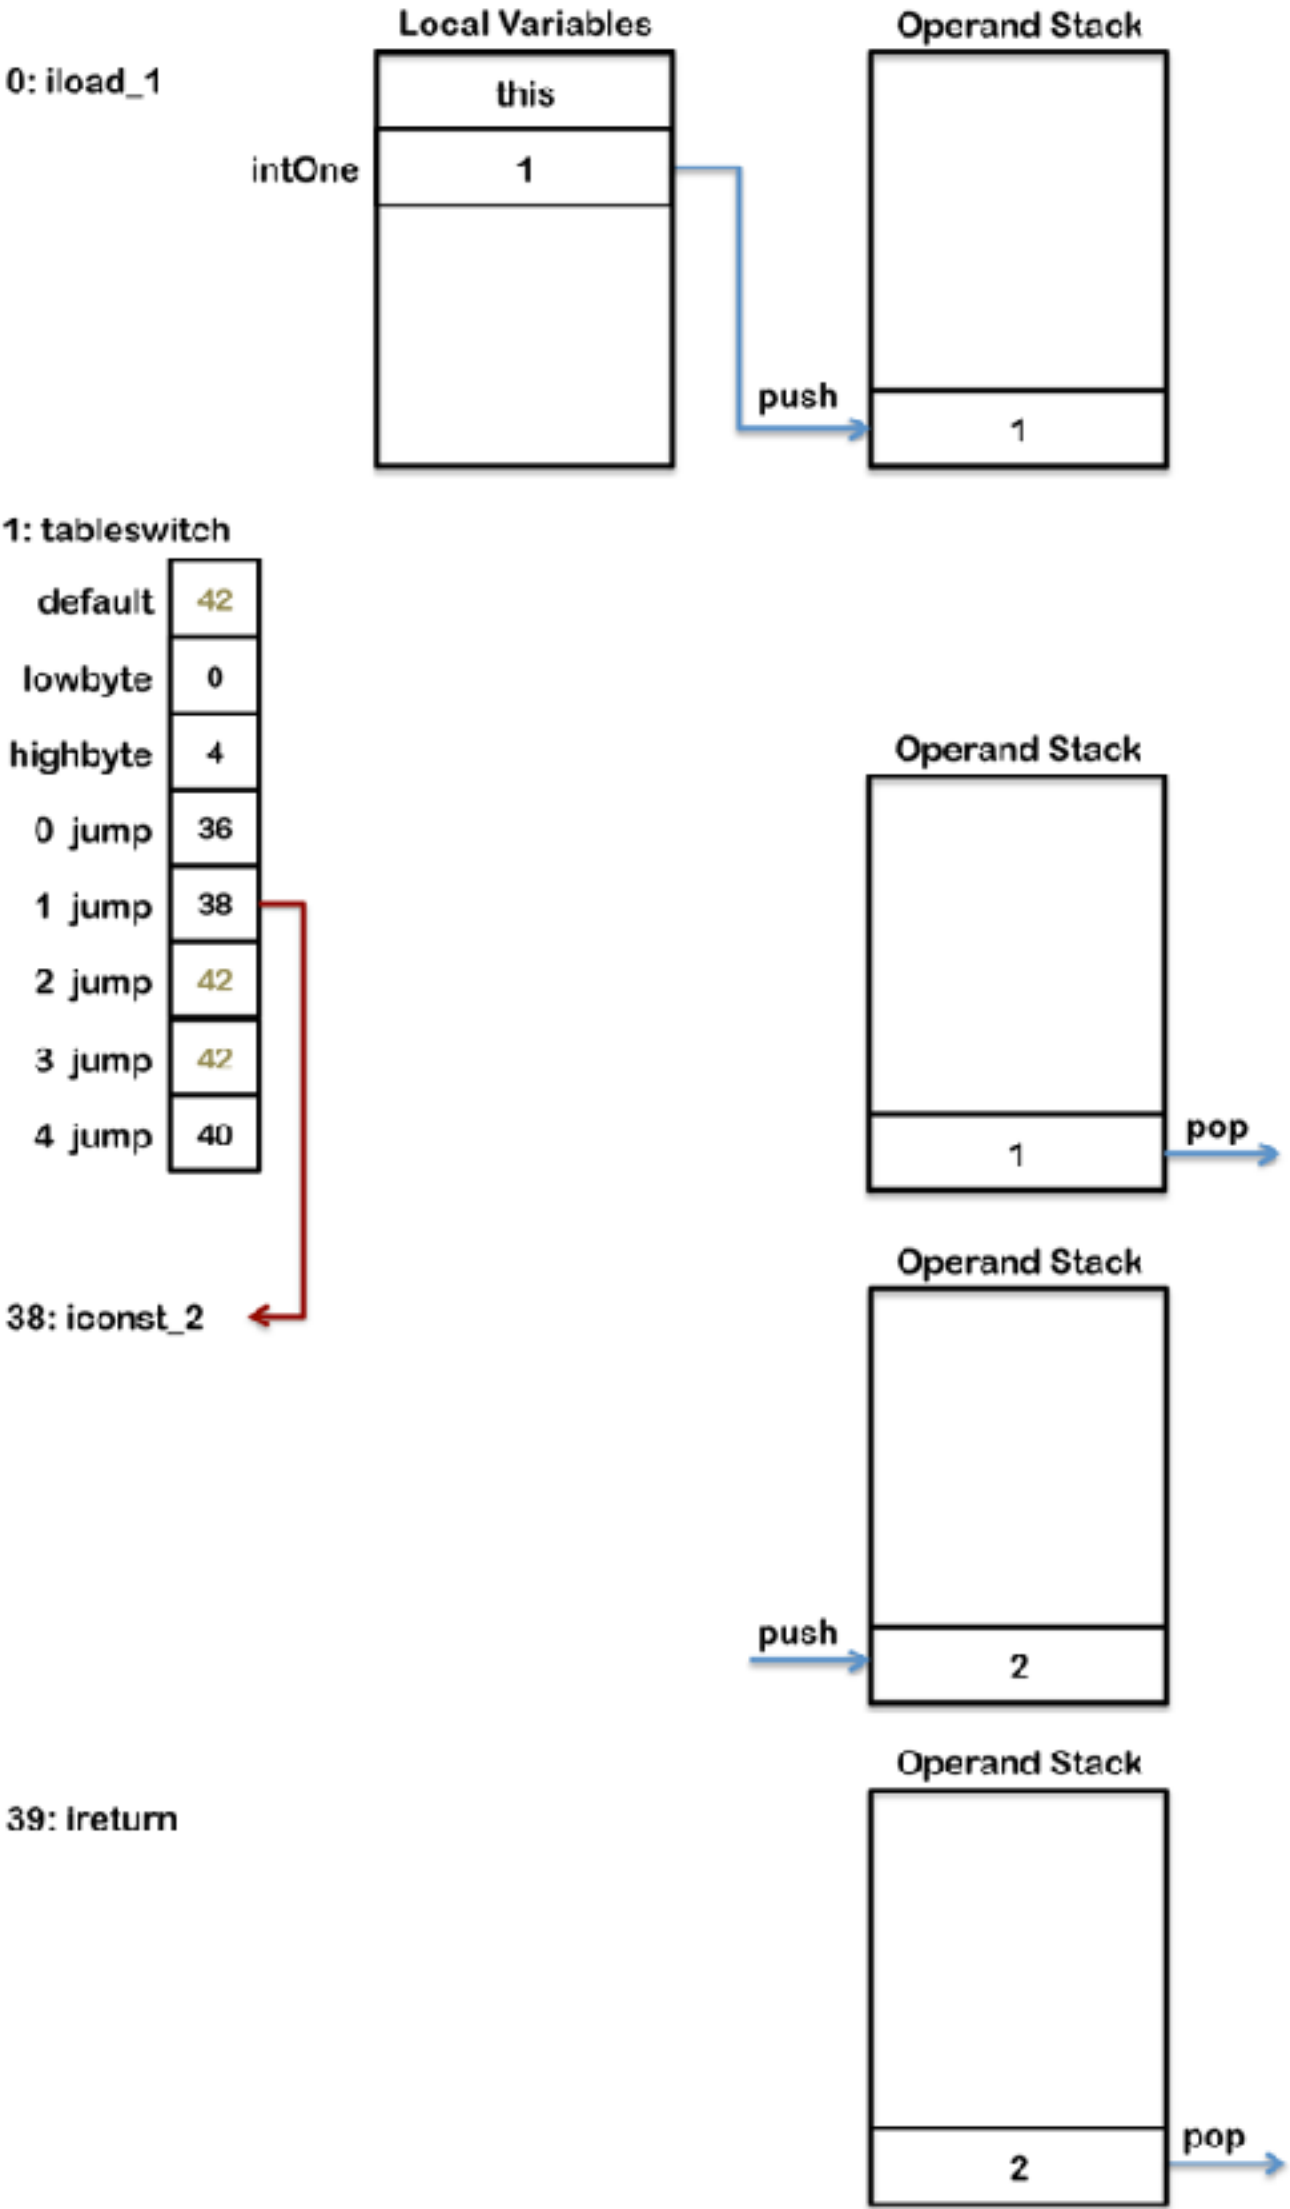 Local Variables
Operand Stack
0: iload_1
this
intOne
1
push
1
1: tableswitch
default 42
lowbyte 0
highbyte 4
0 jump 36
1 jump 38
2 jump 42
3 jump 42
4 jump 40
Operand Stack
1
pop
38: iconst_2
Operand Stack
push
2
39: ireturn
Operand Stack
2
pop